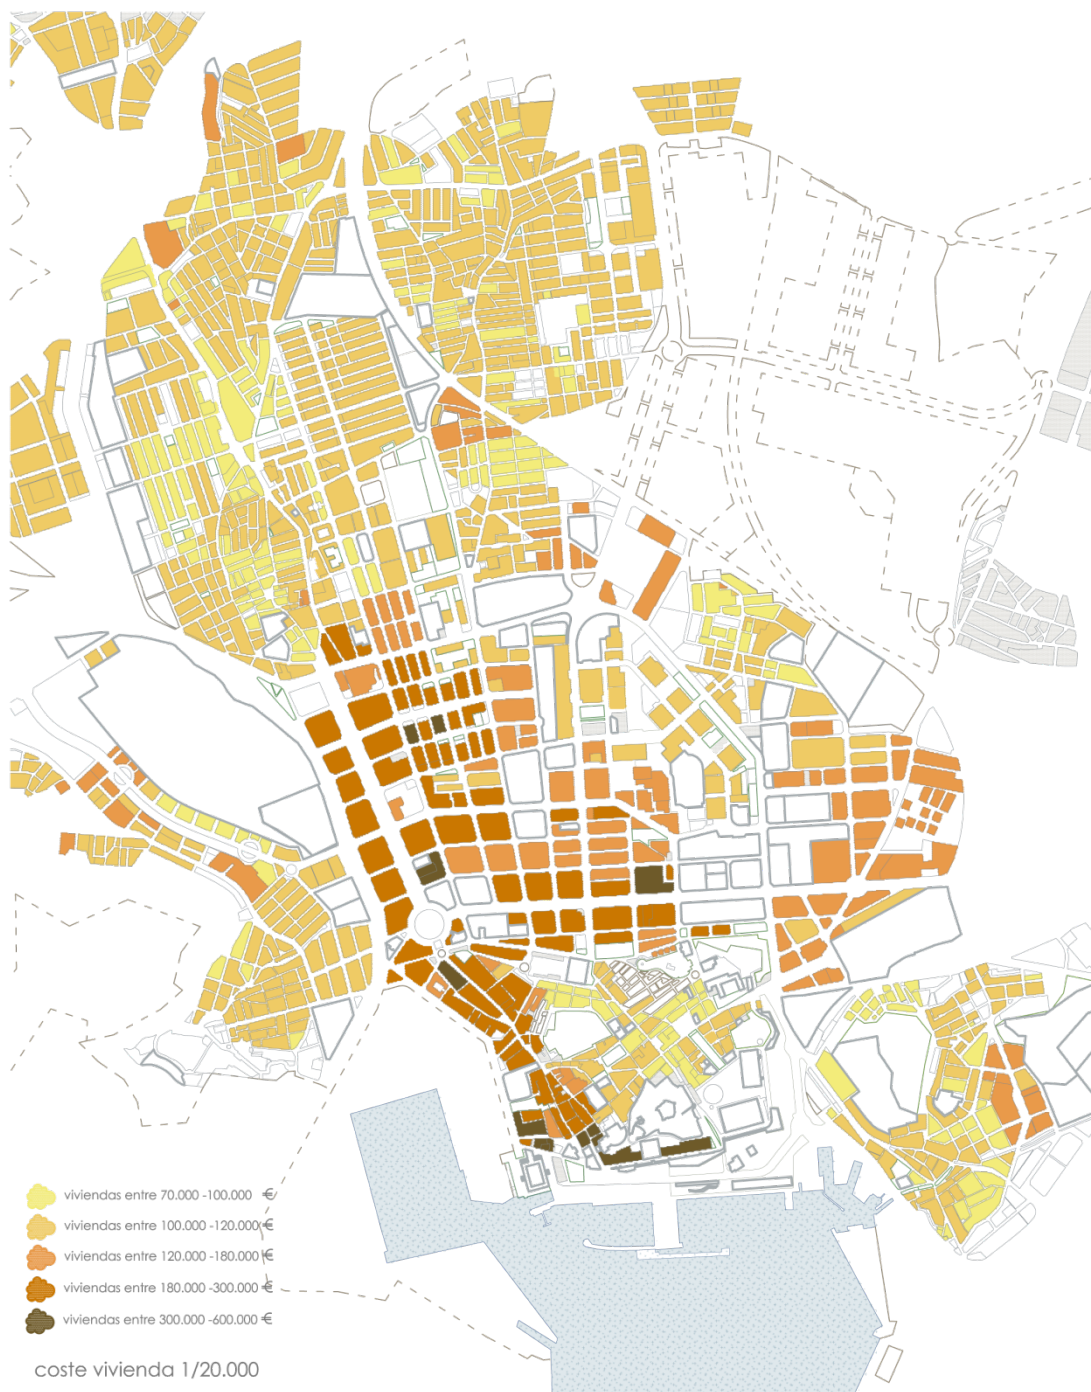 viviendas entre 70.000 -100.000 €
viviendas entre 100.000 -120.000 €
viviendas entre 120.000 -180.000 €
viviendas entre 180.000 -300.000 €
viviendas entre 300.000 -600.000 €
coste vivienda 1/20.000